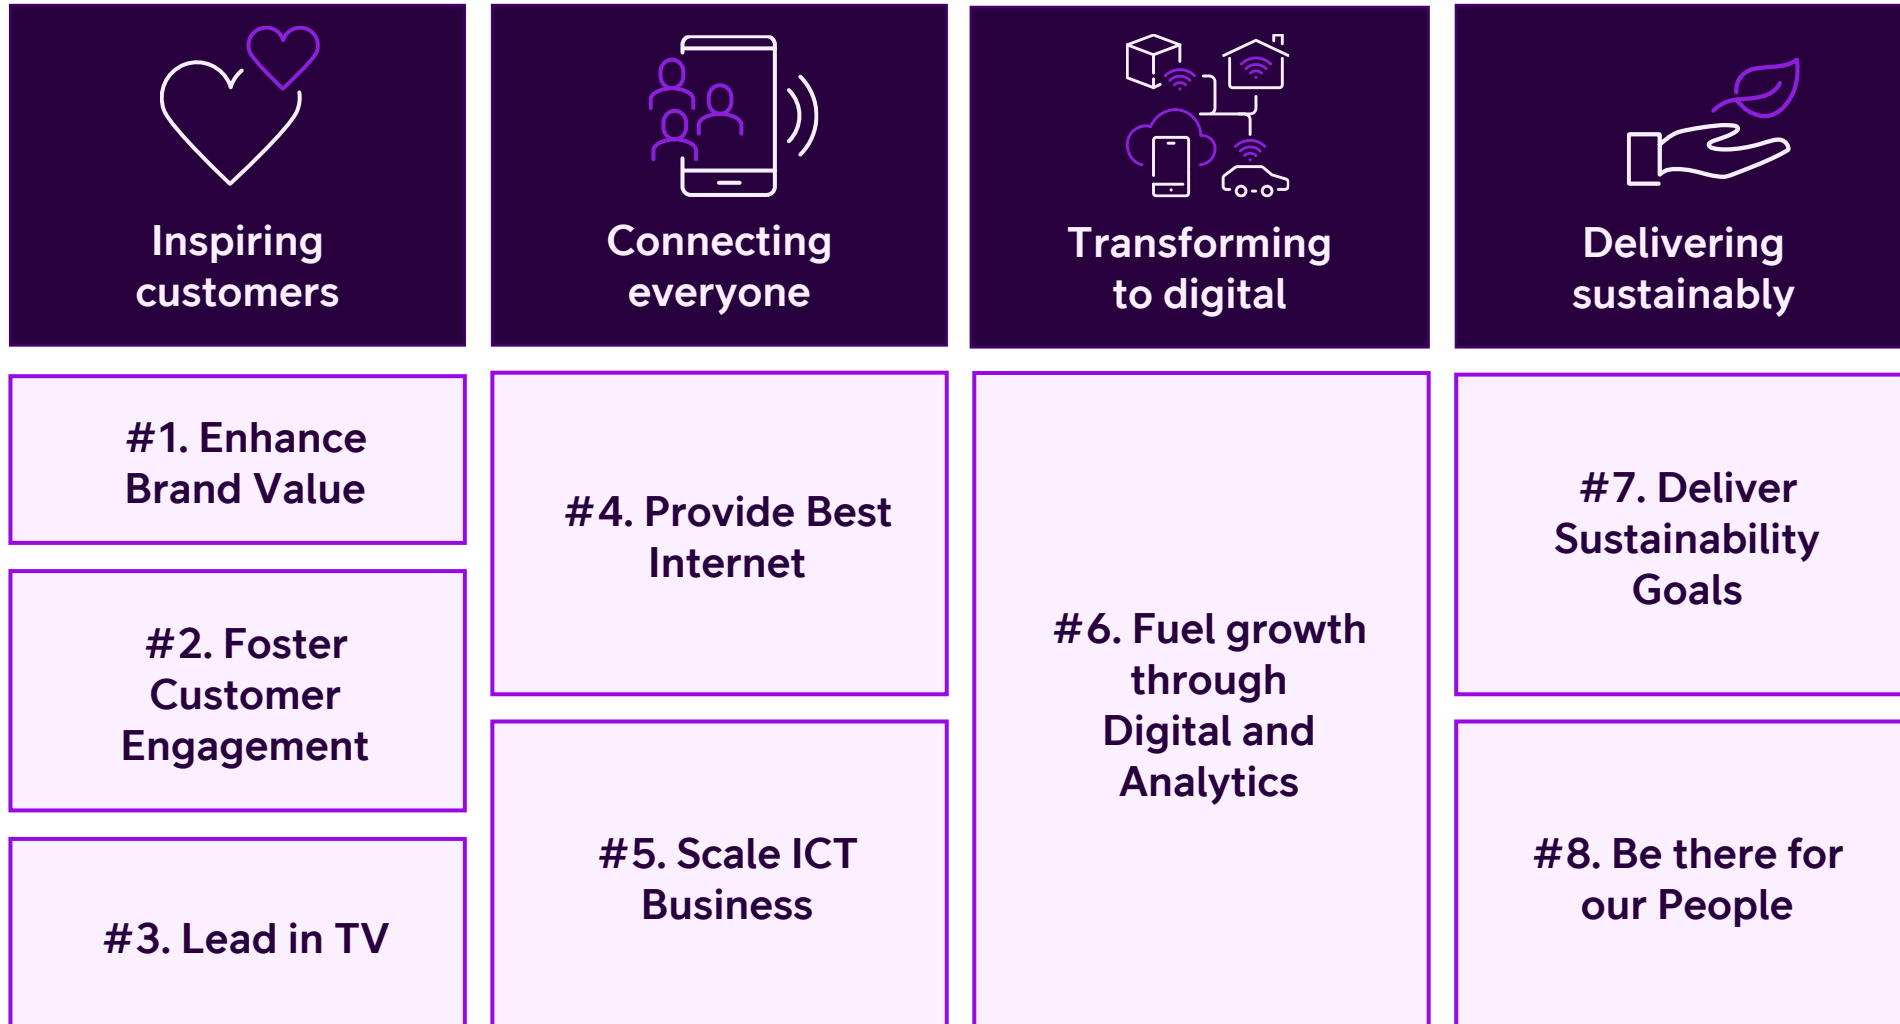 Inspiring
customers
#1. Enhance
Brand Value
#2. Foster
Customer
Engagement
#3. Lead in TV
Connecting
everyone
#4. Provide Best
Internet
#5. Scale ICT
Business
Transforming
to digital
#6. Fuel growth
through
Digital and
Analytics
Delivering
sustainably
#7. Deliver
Sustainability
Goals
#8. Be there for
our People